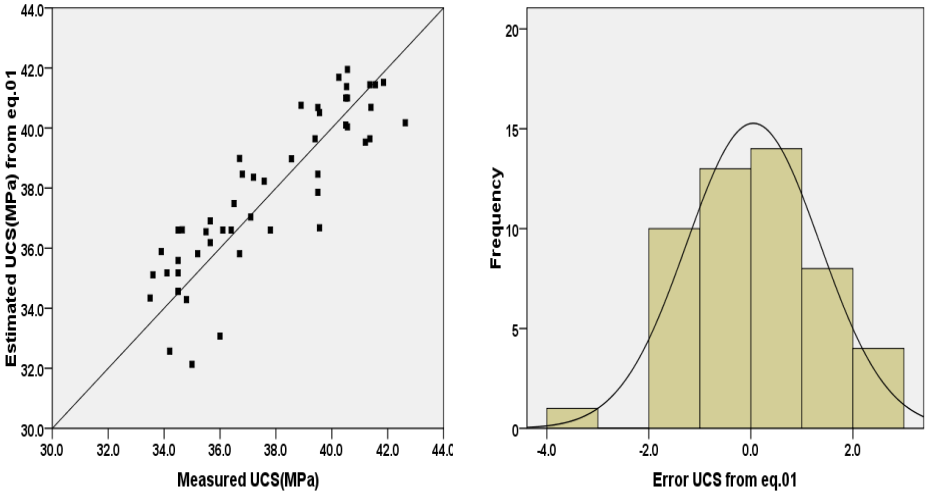 44.0
42.0
40.0
38.0
36.0
34.0
32.0
30.0
Estimated UCS(MPa) from eq.01
30.0 32.0 34.0 36.0 38.0 40.0 42.0 44.0
Measured UCS(MPa)
20
15
10
5
0
Frequency
-4.0 -2.0 0.0 2.0
Error UCS from eq.01